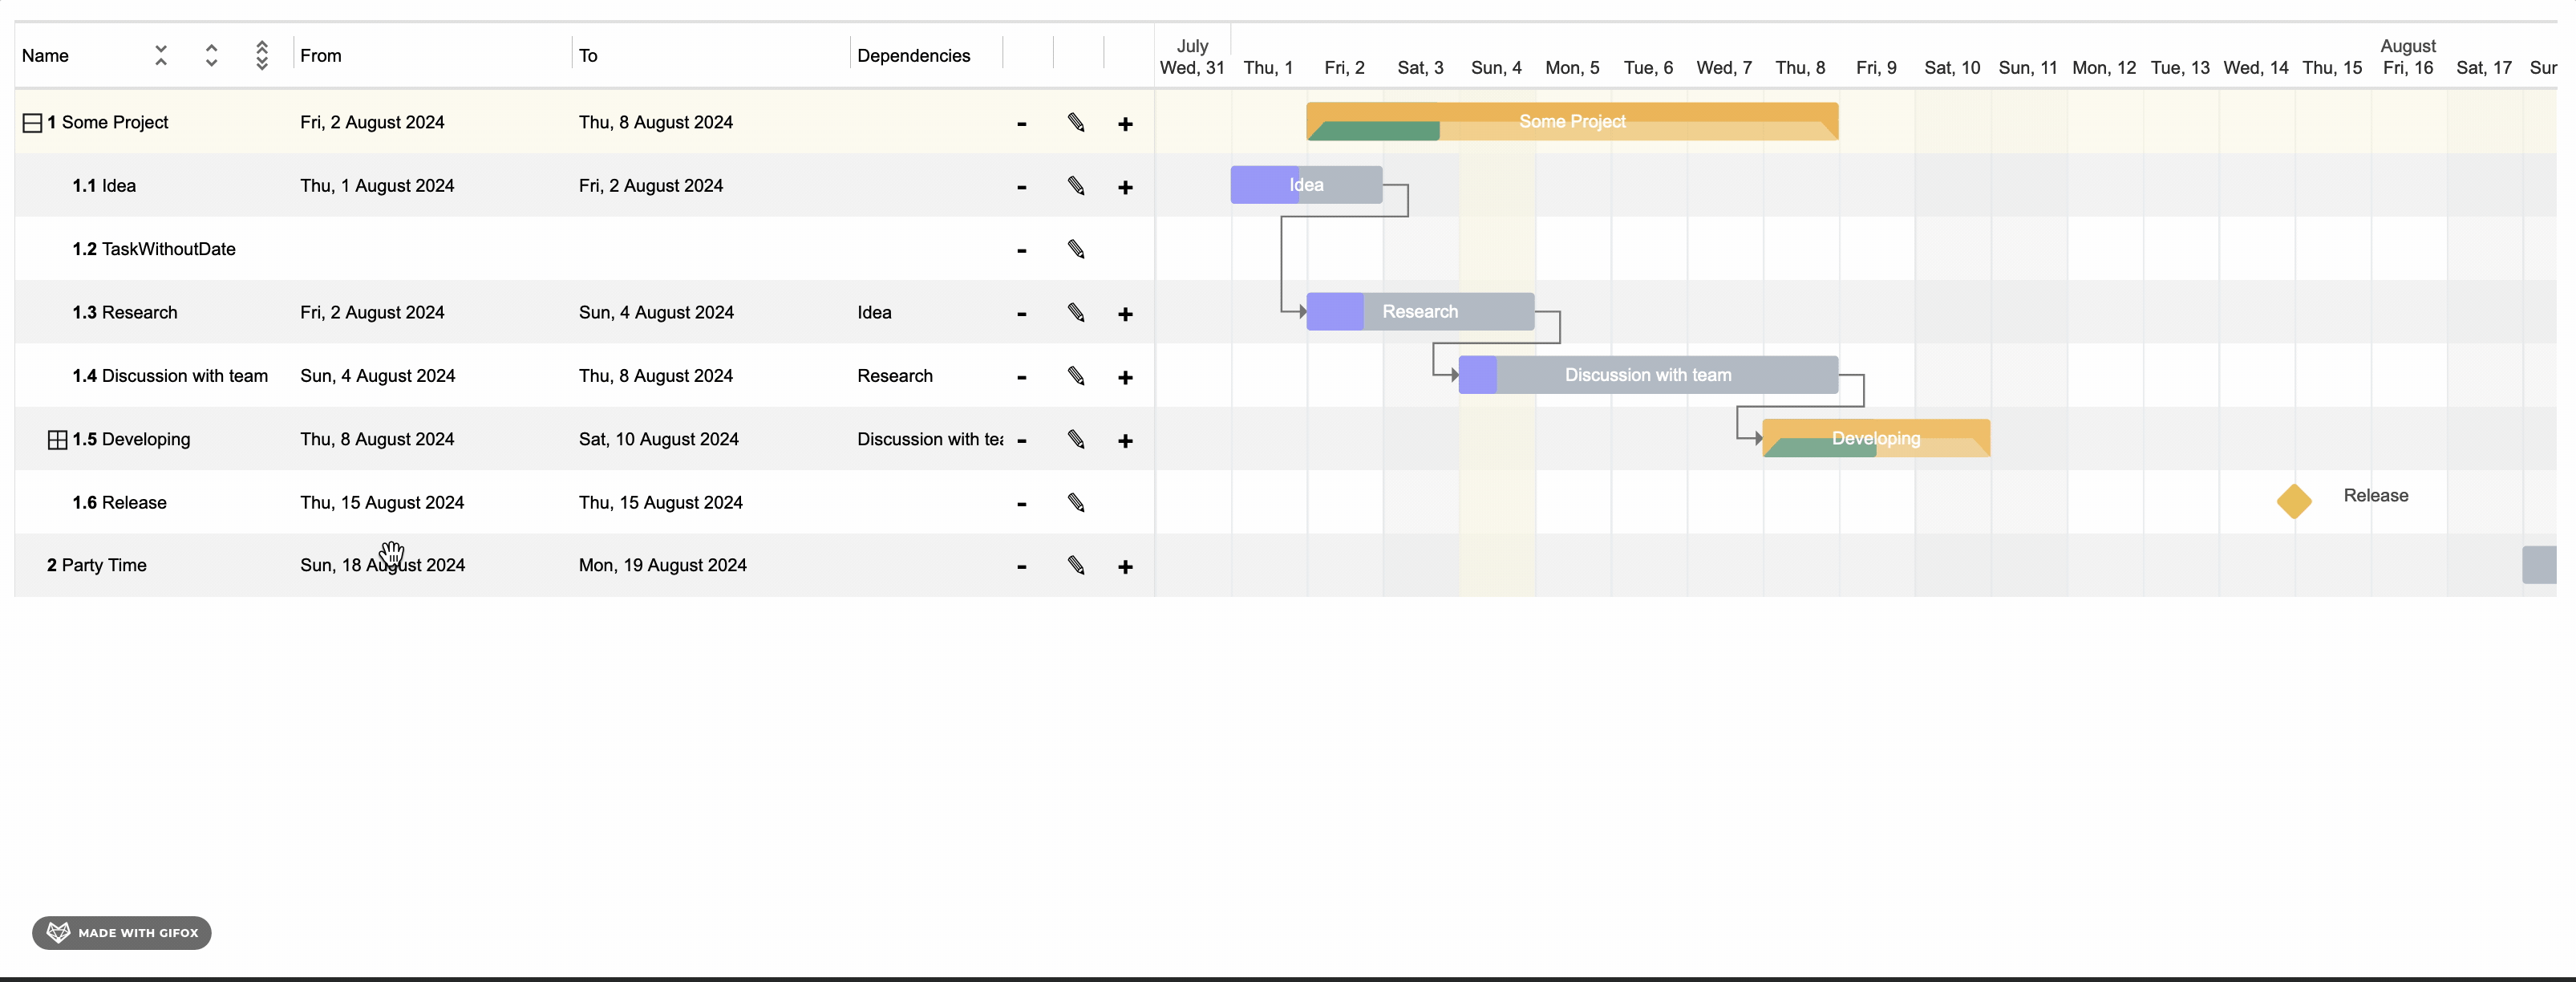 Name From To Dependencies
July August
Wed, 31 Thu, 1 Fri, 2 Sat, 3 Sun, 4 Mon, 5 Tue, 6 Wed, 7 Thu, 8 Fri, 9 Sat, 10 Sun, 11 Mon, 12 Tue, 13 Wed, 14 Thu, 15 Fri, 16 Sat, 17 Sur
1 Some Project Fri, 2 August 2024 Thu, 8 August 2024 - + Some Project
1.1 Idea Thu, 1 August 2024 Fri, 2 August 2024 - + Idea
1.2 TaskWithoutDate -
1.3 Research Fri, 2 August 2024 Sun, 4 August 2024 Idea - + Research
1.4 Discussion with team Sun, 4 August 2024 Thu, 8 August 2024 Research - + Discussion with team
1.5 Developing Thu, 8 August 2024 Sat, 10 August 2024 Discussion with tea - + Developing
1.6 Release Thu, 15 August 2024 Thu, 15 August 2024 - Release
2 Party Time Sun, 18 August 2024 Mon, 19 August 2024 - +
MADE WITH GIFOX